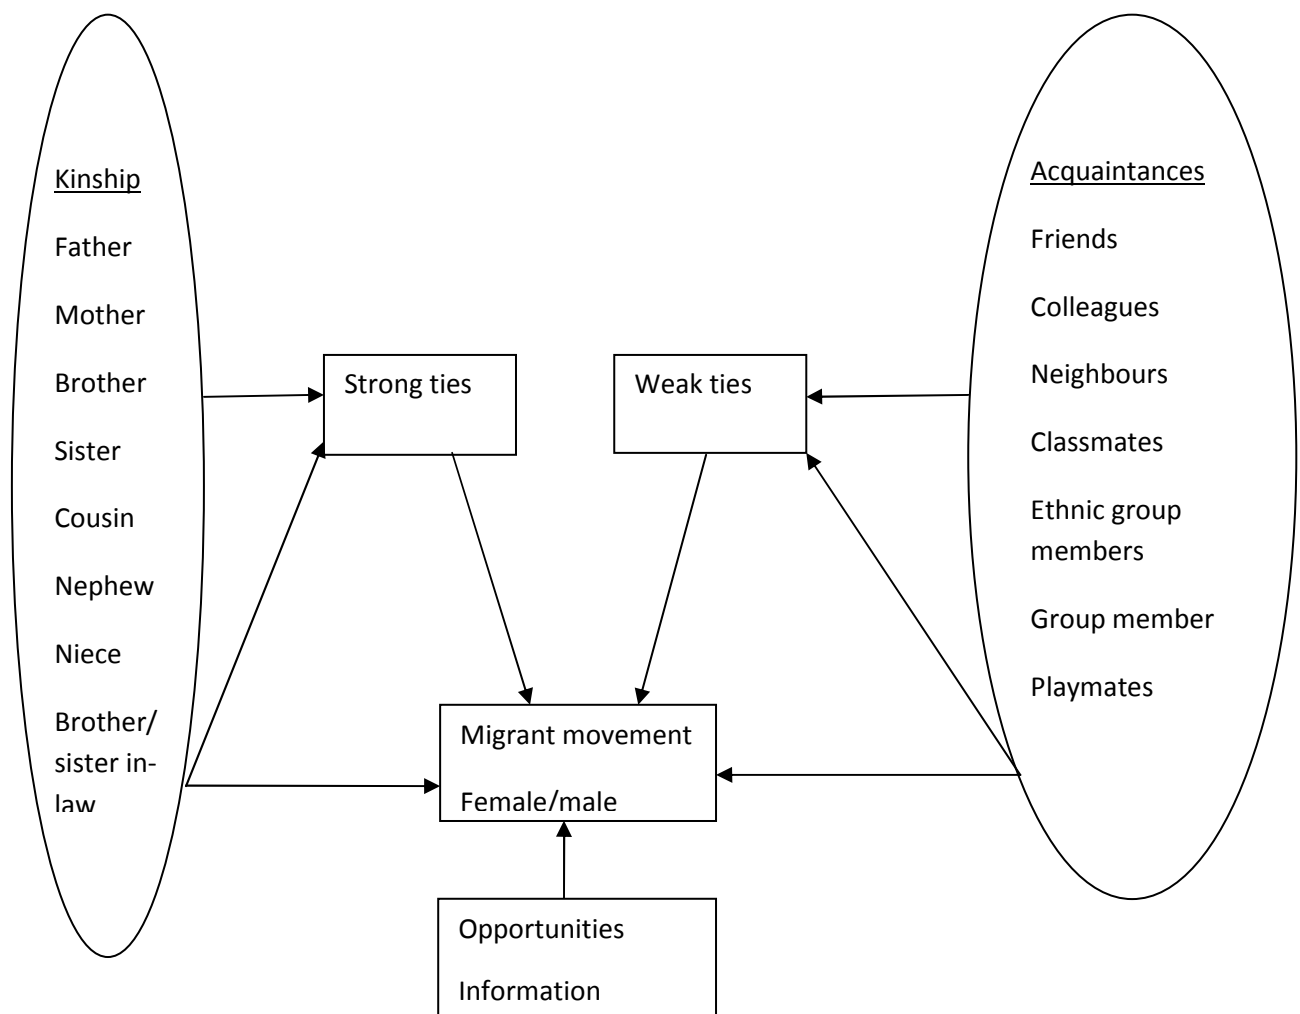 Kinship
Father
Mother
Brother
Sister
Cousin
Nephew
Niece
Brother/
sister in-
law
Strong ties
Weak ties
Migrant movement
Female/male
Opportunities
Information
Acquaintances
Friends
Colleagues
Neighbours
Classmates
Ethnic group
members
Group member
Playmates